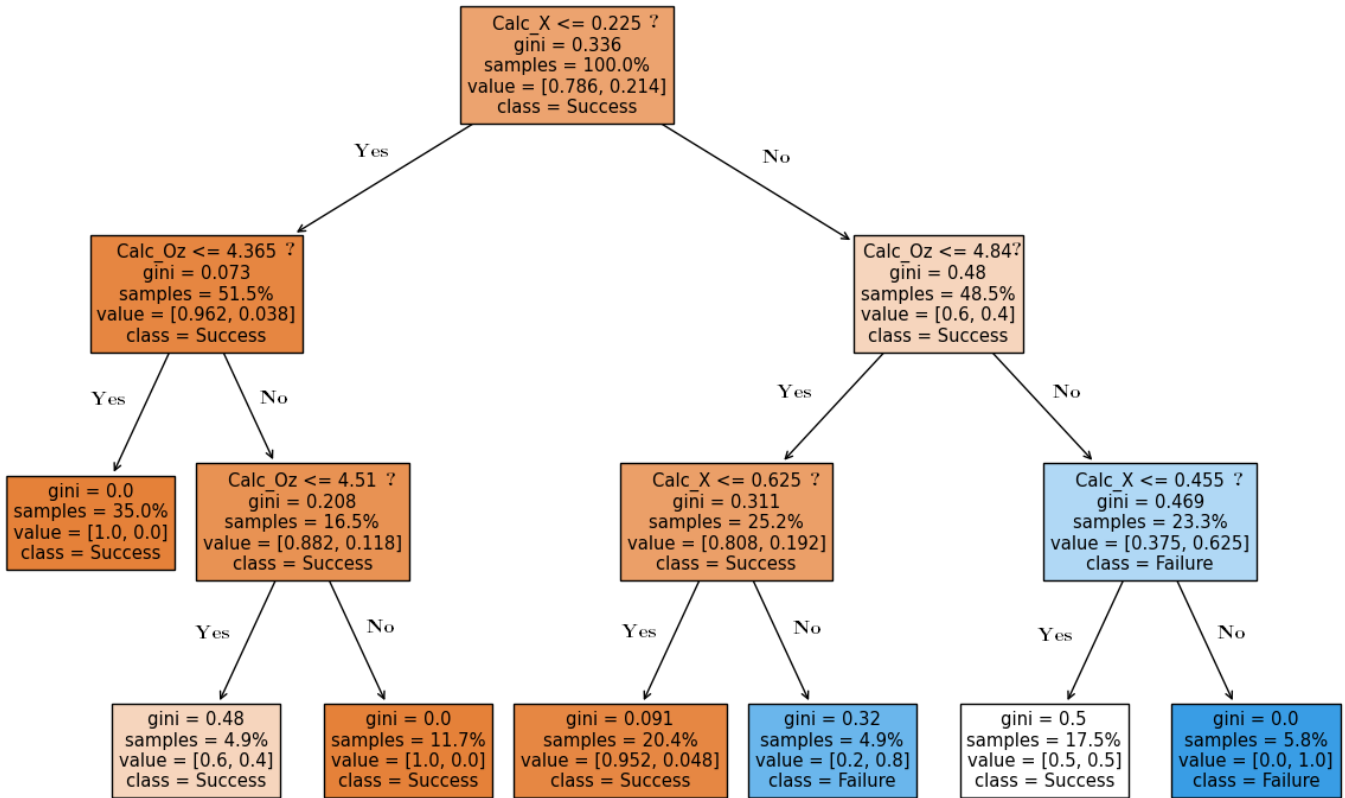 Calc_X <= 0.225 ?
gini = 0.336
samples = 100.0%
value = [0.786, 0.214]
class = Success
Yes
No
Calc_Oz <= 4.365 ?
gini = 0.073
samples = 51.5%
value = [0.962, 0.038]
class = Success
Calc_Oz <= 4.84?
gini = 0.48
samples = 48.5%
value = [0.6, 0.4]
class = Success
Yes
No
Yes
No
gini = 0.0
samples = 35.0%
value = [1.0, 0.0]
class = Success
Calc_Oz <= 4.51 ?
gini = 0.208
samples = 16.5%
value = [0.882, 0.118]
class = Success
Calc_X <= 0.625 ?
gini = 0.311
samples = 25.2%
value = [0.808, 0.192]
class = Success
Calc_X <= 0.455 ?
gini = 0.469
samples = 23.3%
value = [0.375, 0.625]
class = Failure
Yes
No
Yes
No
Yes
No
gini = 0.48
samples = 4.9%
value = [0.6, 0.4]
class = Success
gini = 0.0
samples = 11.7%
value = [1.0, 0.0]
class = Success
gini = 0.091
samples = 20.4%
value = [0.952, 0.048]
class = Success
gini = 0.32
samples = 4.9%
value = [0.2, 0.8]
class = Failure
gini = 0.5
samples = 17.5%
value = [0.5, 0.5]
class = Success
gini = 0.0
samples = 5.8%
value = [0.0, 1.0]
class = Failure